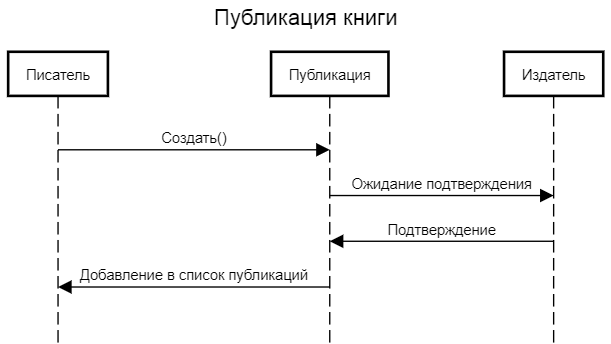 Публикация книги
Писатель
Публикация
Издатель
Создать()
Ожидание подтверждения
Подтверждение
Добавление в список публикаций